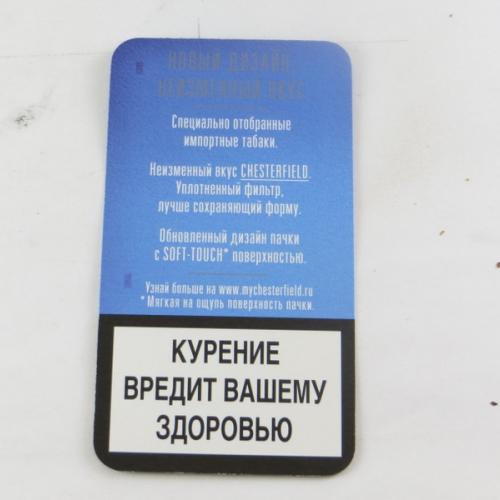 НОВЫЙ ДИЗАЙН.
НЕИЗМЕННЫЙ ВКУС.
Специально отобранные
импортные табаки.
Неизменный вкус CHESTERFIELD.
Уплотненный фильтр,
лучше сохраняющий форму.
Обновленный дизайн пачки
с SOFT-TOUCH* поверхностью.
Узнай больше на www.mychesterfield.ru
*Мягкая на ощупь поверхность пачки.
КУРЕНИЕ
ВРЕДИТ ВАШЕМУ
ЗДОРОВЬЮ